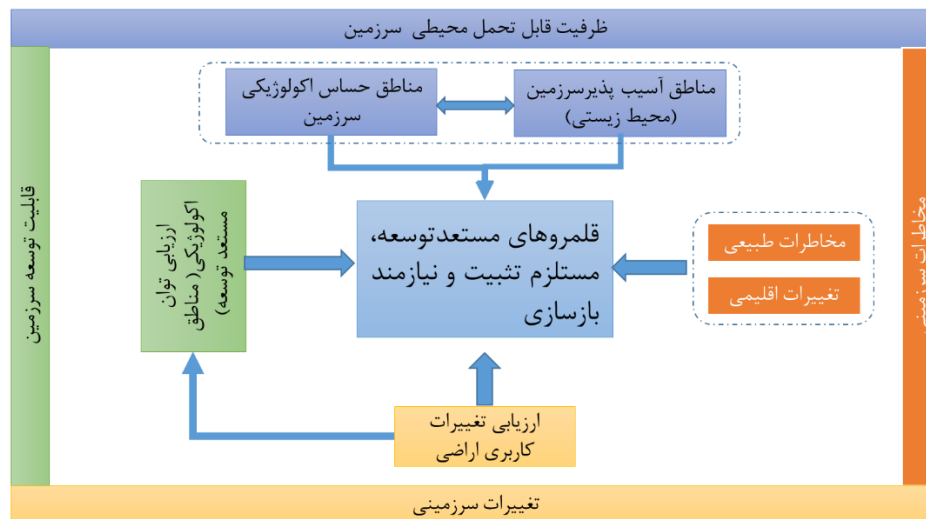 ظرفیت قابل تحمل محیطی سرزمین
مناطق آسیب پذیرسرزمین
(محیط زیستی)
مناطق حساس اکولوژیکی
سرزمین
مخاطرات سرزمینی
مخاطرات طبیعی
تغییرات اقلیمی
قلمروهای مستعدتوسعه،
مستلزم تثبیت و نیازمند
بازسازی
ارزیابی توان
اکولوژیکی( مناطق
مستعد توسعه)
قابلیت توسعه سرزمین
ارزیابی تغییرات
کاربری اراضی
تغییرات سرزمینی